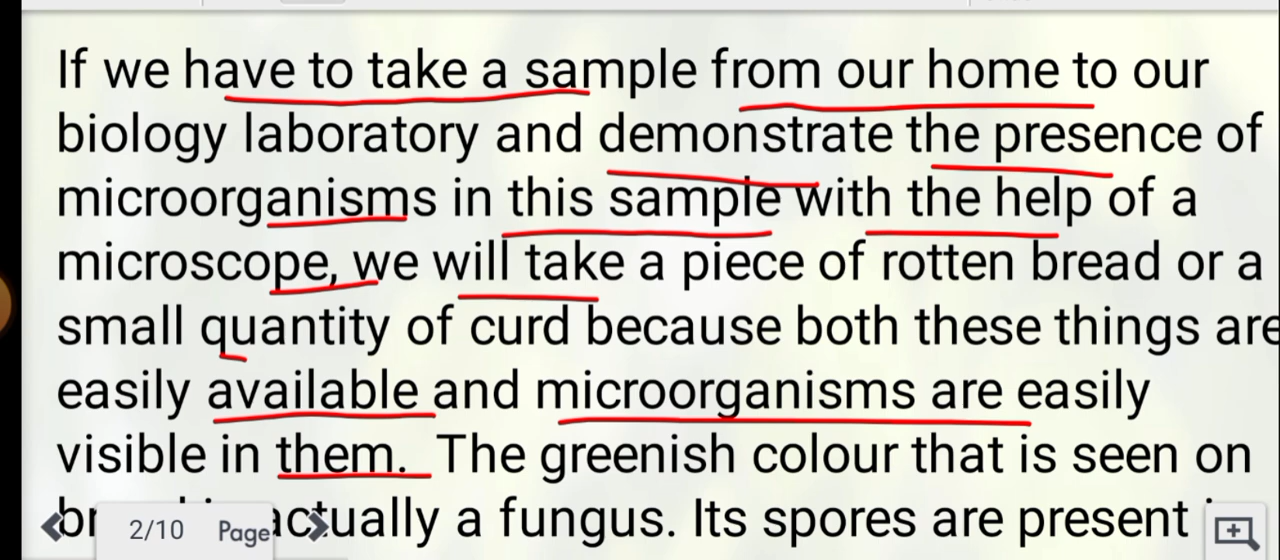 If we have to take a sample from our home to our
biology laboratory and demonstrate the presence of
microorganisms in this sample with the help of a
microscope, we will take a piece of rotten bread or a
small quantity of curd because both these things are
easily available and microorganisms are easily
visible in them. The greenish colour that is seen on
actually a fungus. Its spores are present
2/10 Page